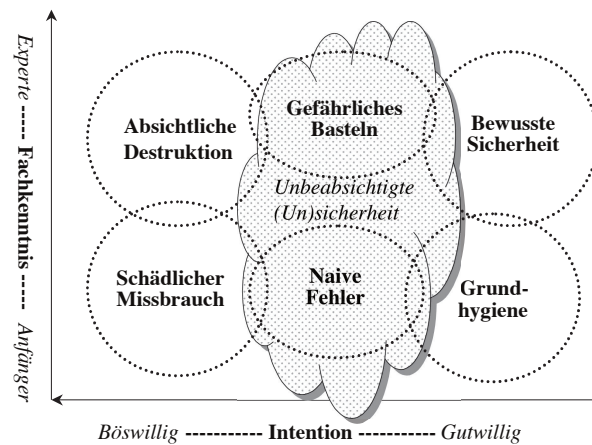 Experte ----- Fachkenntnis ----- Anfänger
Absichtliche
Destruktion
Gefährliches
Basteln
Bewusste
Sicherheit
Unbeabsichtigte
(Un)sicherheit
Schädlicher
Missbrauch
Naive
Fehler
Grund-
hygiene
Böswillig ----------- Intention ----------- Gutwillig